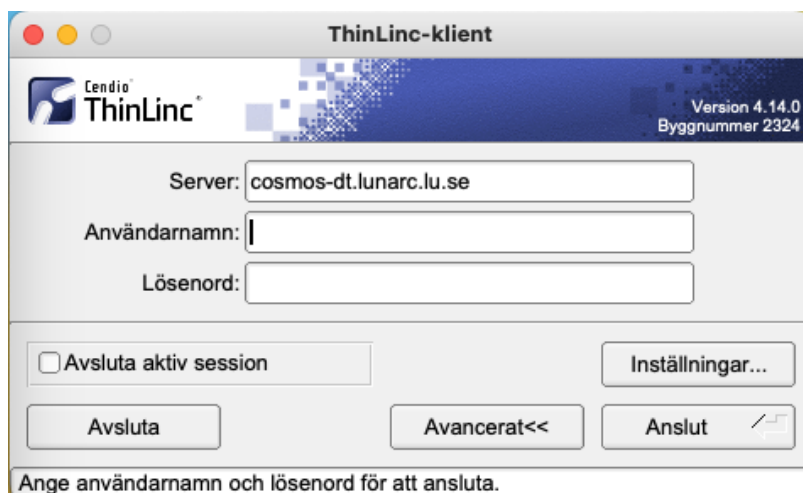 ThinLinc-klient
Cendio
ThinLinc
Version 4.14.0
Byggnummer 2324
Server: cosmos-dt.lunarc.lu.se
Användarnamn:
Lösenord:
Avsluta aktiv session
Inställningar...
Avsluta Avancerat<< Anslut
Ange användarnamn och lösenord för att ansluta.